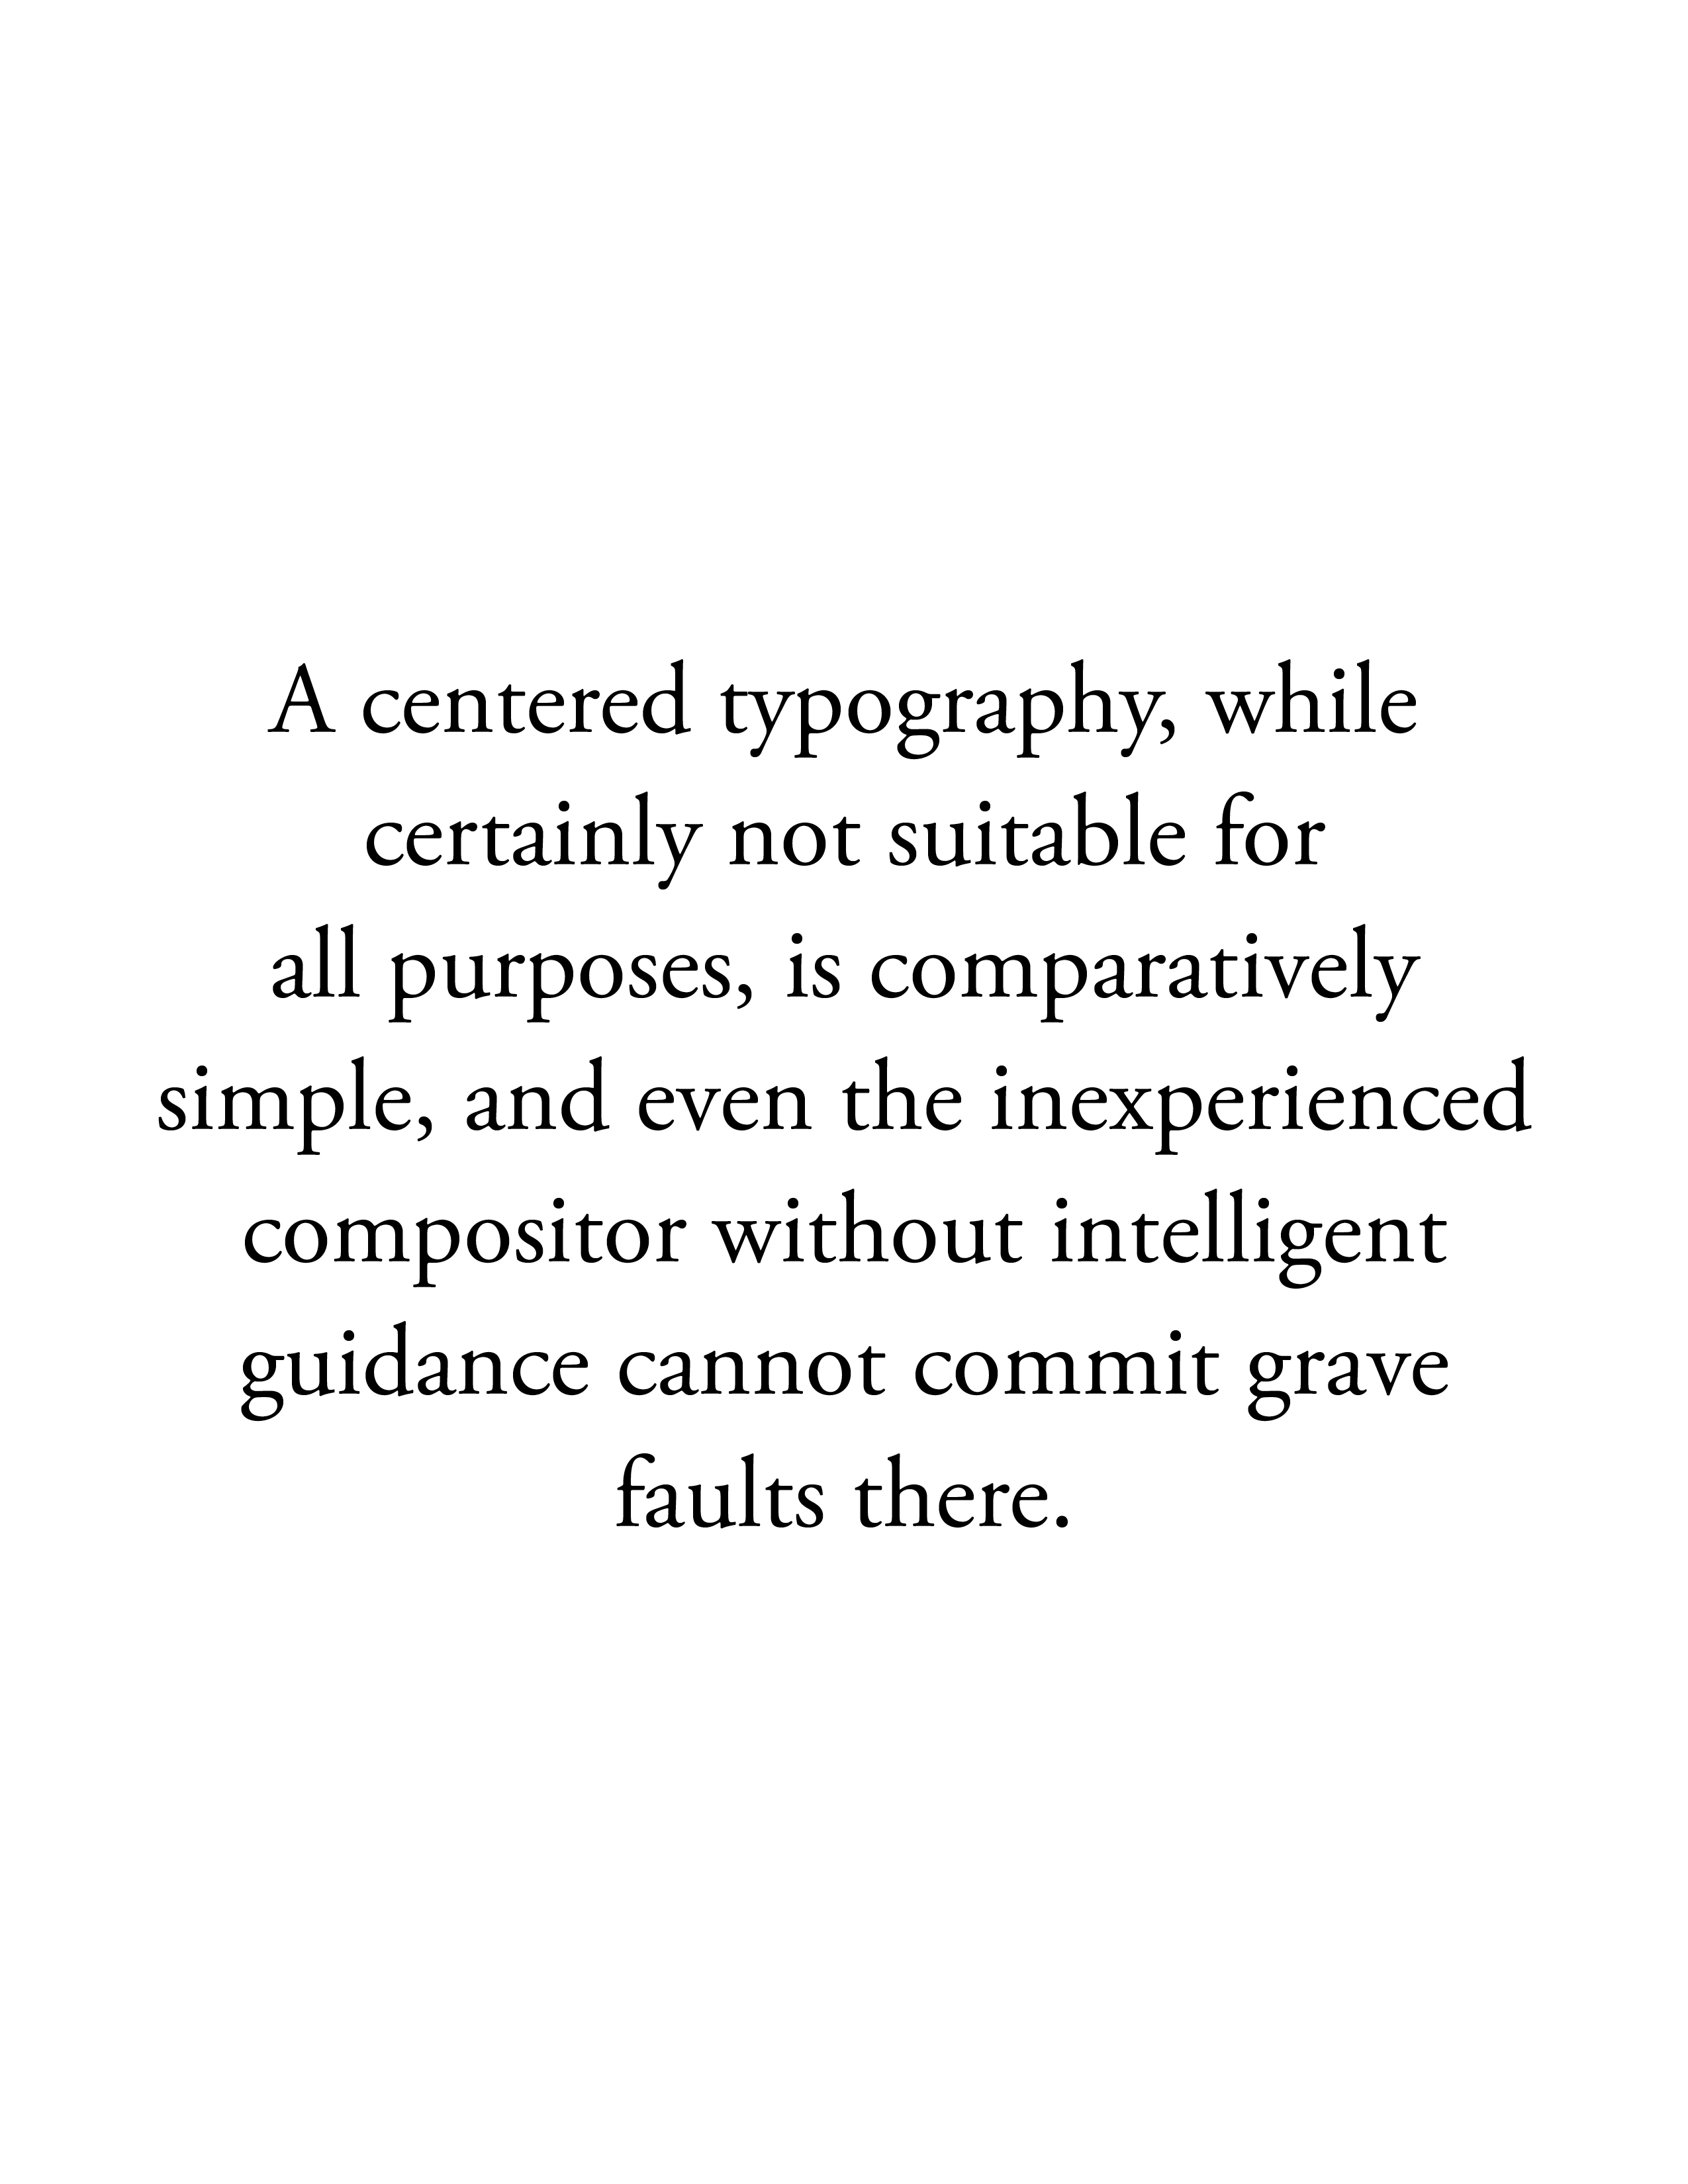 A centered typography, while
certainly not suitable for
all purposes, is comparatively
simple, and even the inexperienced
compositor without intelligent
guidance cannot commit grave
faults there.